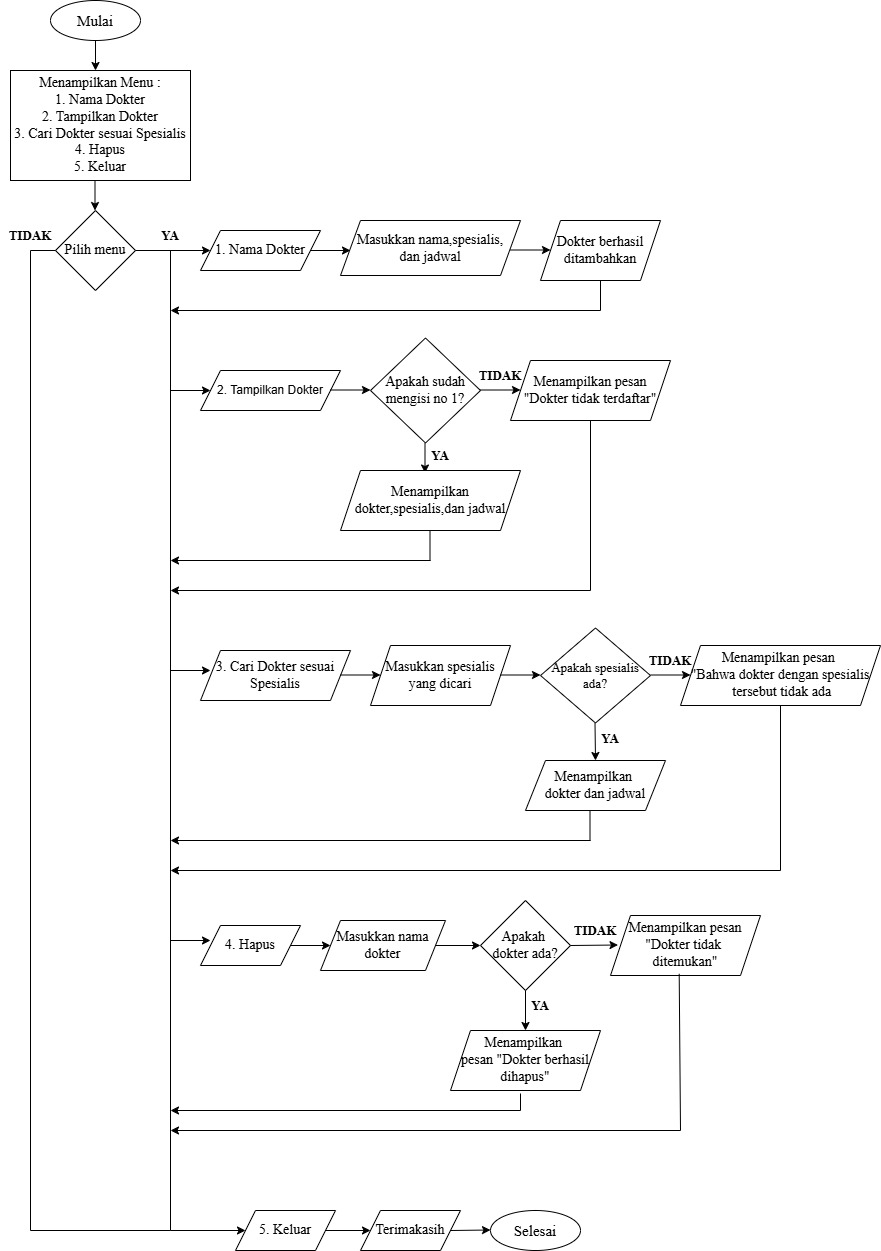 Mulai
Menampilkan Menu :
1. Nama Dokter
2. Tampilkan Dokter
3. Cari Dokter sesuai Spesialis
4. Hapus
5. Keluar
TIDAK
Pilih menu
YA
1. Nama Dokter
Masukkan nama,spesialis,
dan jadwal
Dokter berhasil
ditambahkan
2. Tampilkan Dokter
Apakah sudah
mengisi no 1?
TIDAK
Menampilkan pesan
"Dokter tidak terdaftar"
YA
Menampilkan
dokter,spesialis,dan jadwal
3. Cari Dokter sesuai
Spesialis
Masukkan spesialis
yang dicari
Apakah spesialis
ada?
TIDAK
Menampilkan pesan
"Bahwa dokter dengan spesialis
tersebut tidak ada
YA
Menampilkan
dokter dan jadwal
4. Hapus
Masukkan nama
dokter
Apakah
dokter ada?
TIDAK
Menampilkan pesan
"Dokter tidak
ditemukan"
YA
Menampilkan
pesan "Dokter berhasil
dihapus"
5. Keluar
Terimakasih
Selesai